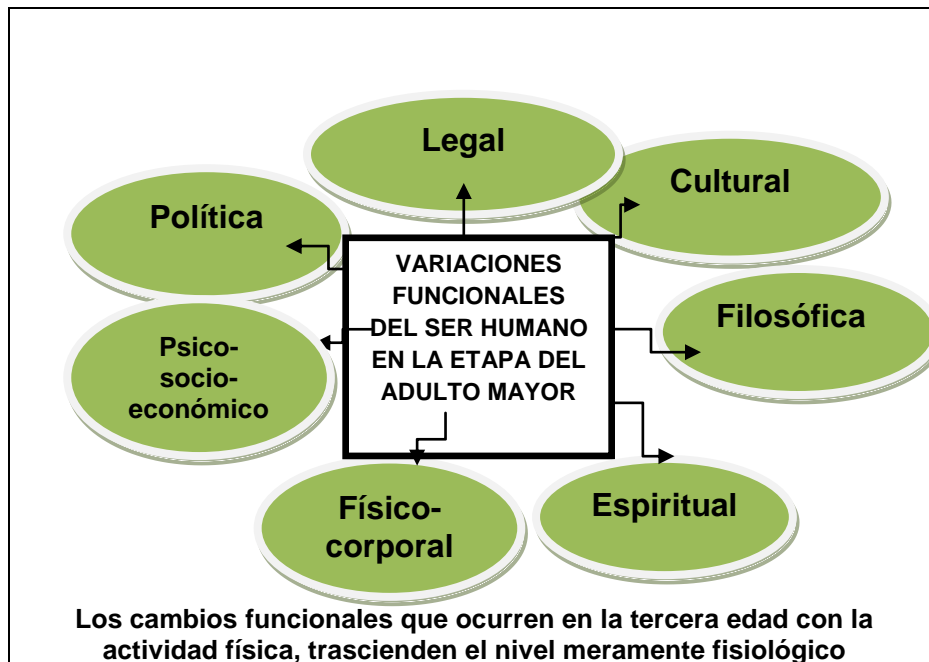 Legal
Cultural
Política
VARIACIONES
FUNCIONALES
DEL SER HUMANO
EN LA ETAPA DEL
ADULTO MAYOR
Filosófica
Psico-
socio-
económico
Físico-
corporal
Espiritual
Los cambios funcionales que ocurren en la tercera edad con la
actividad física, trascienden el nivel meramente fisiológico